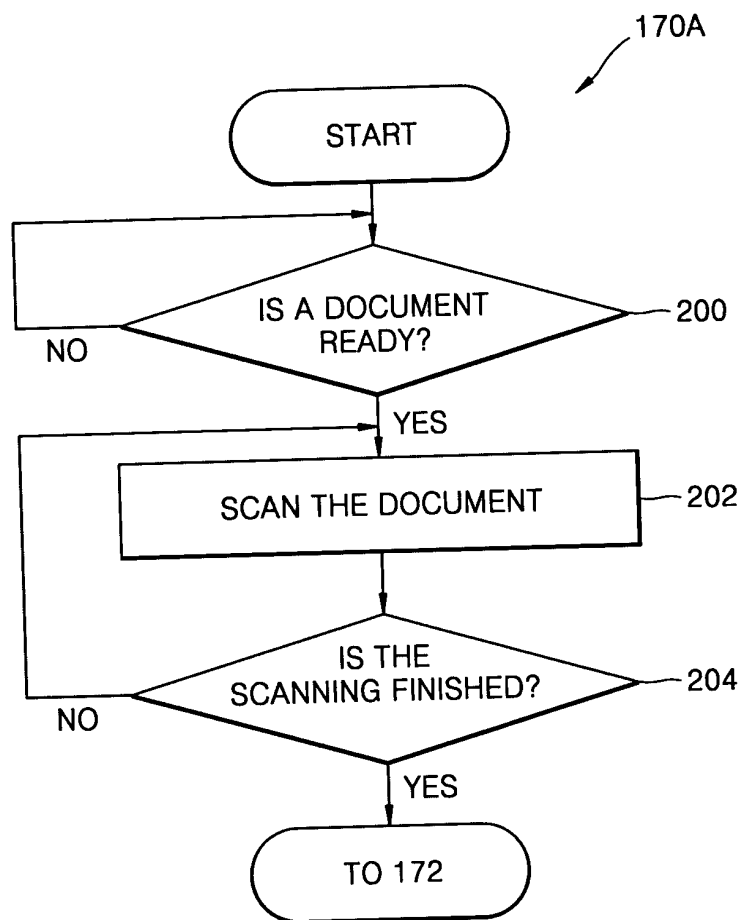 170A
START
IS A DOCUMENT
READY?
200
NO
YES
SCAN THE DOCUMENT
202
IS THE
SCANNING FINISHED?
204
NO
YES
TO 172